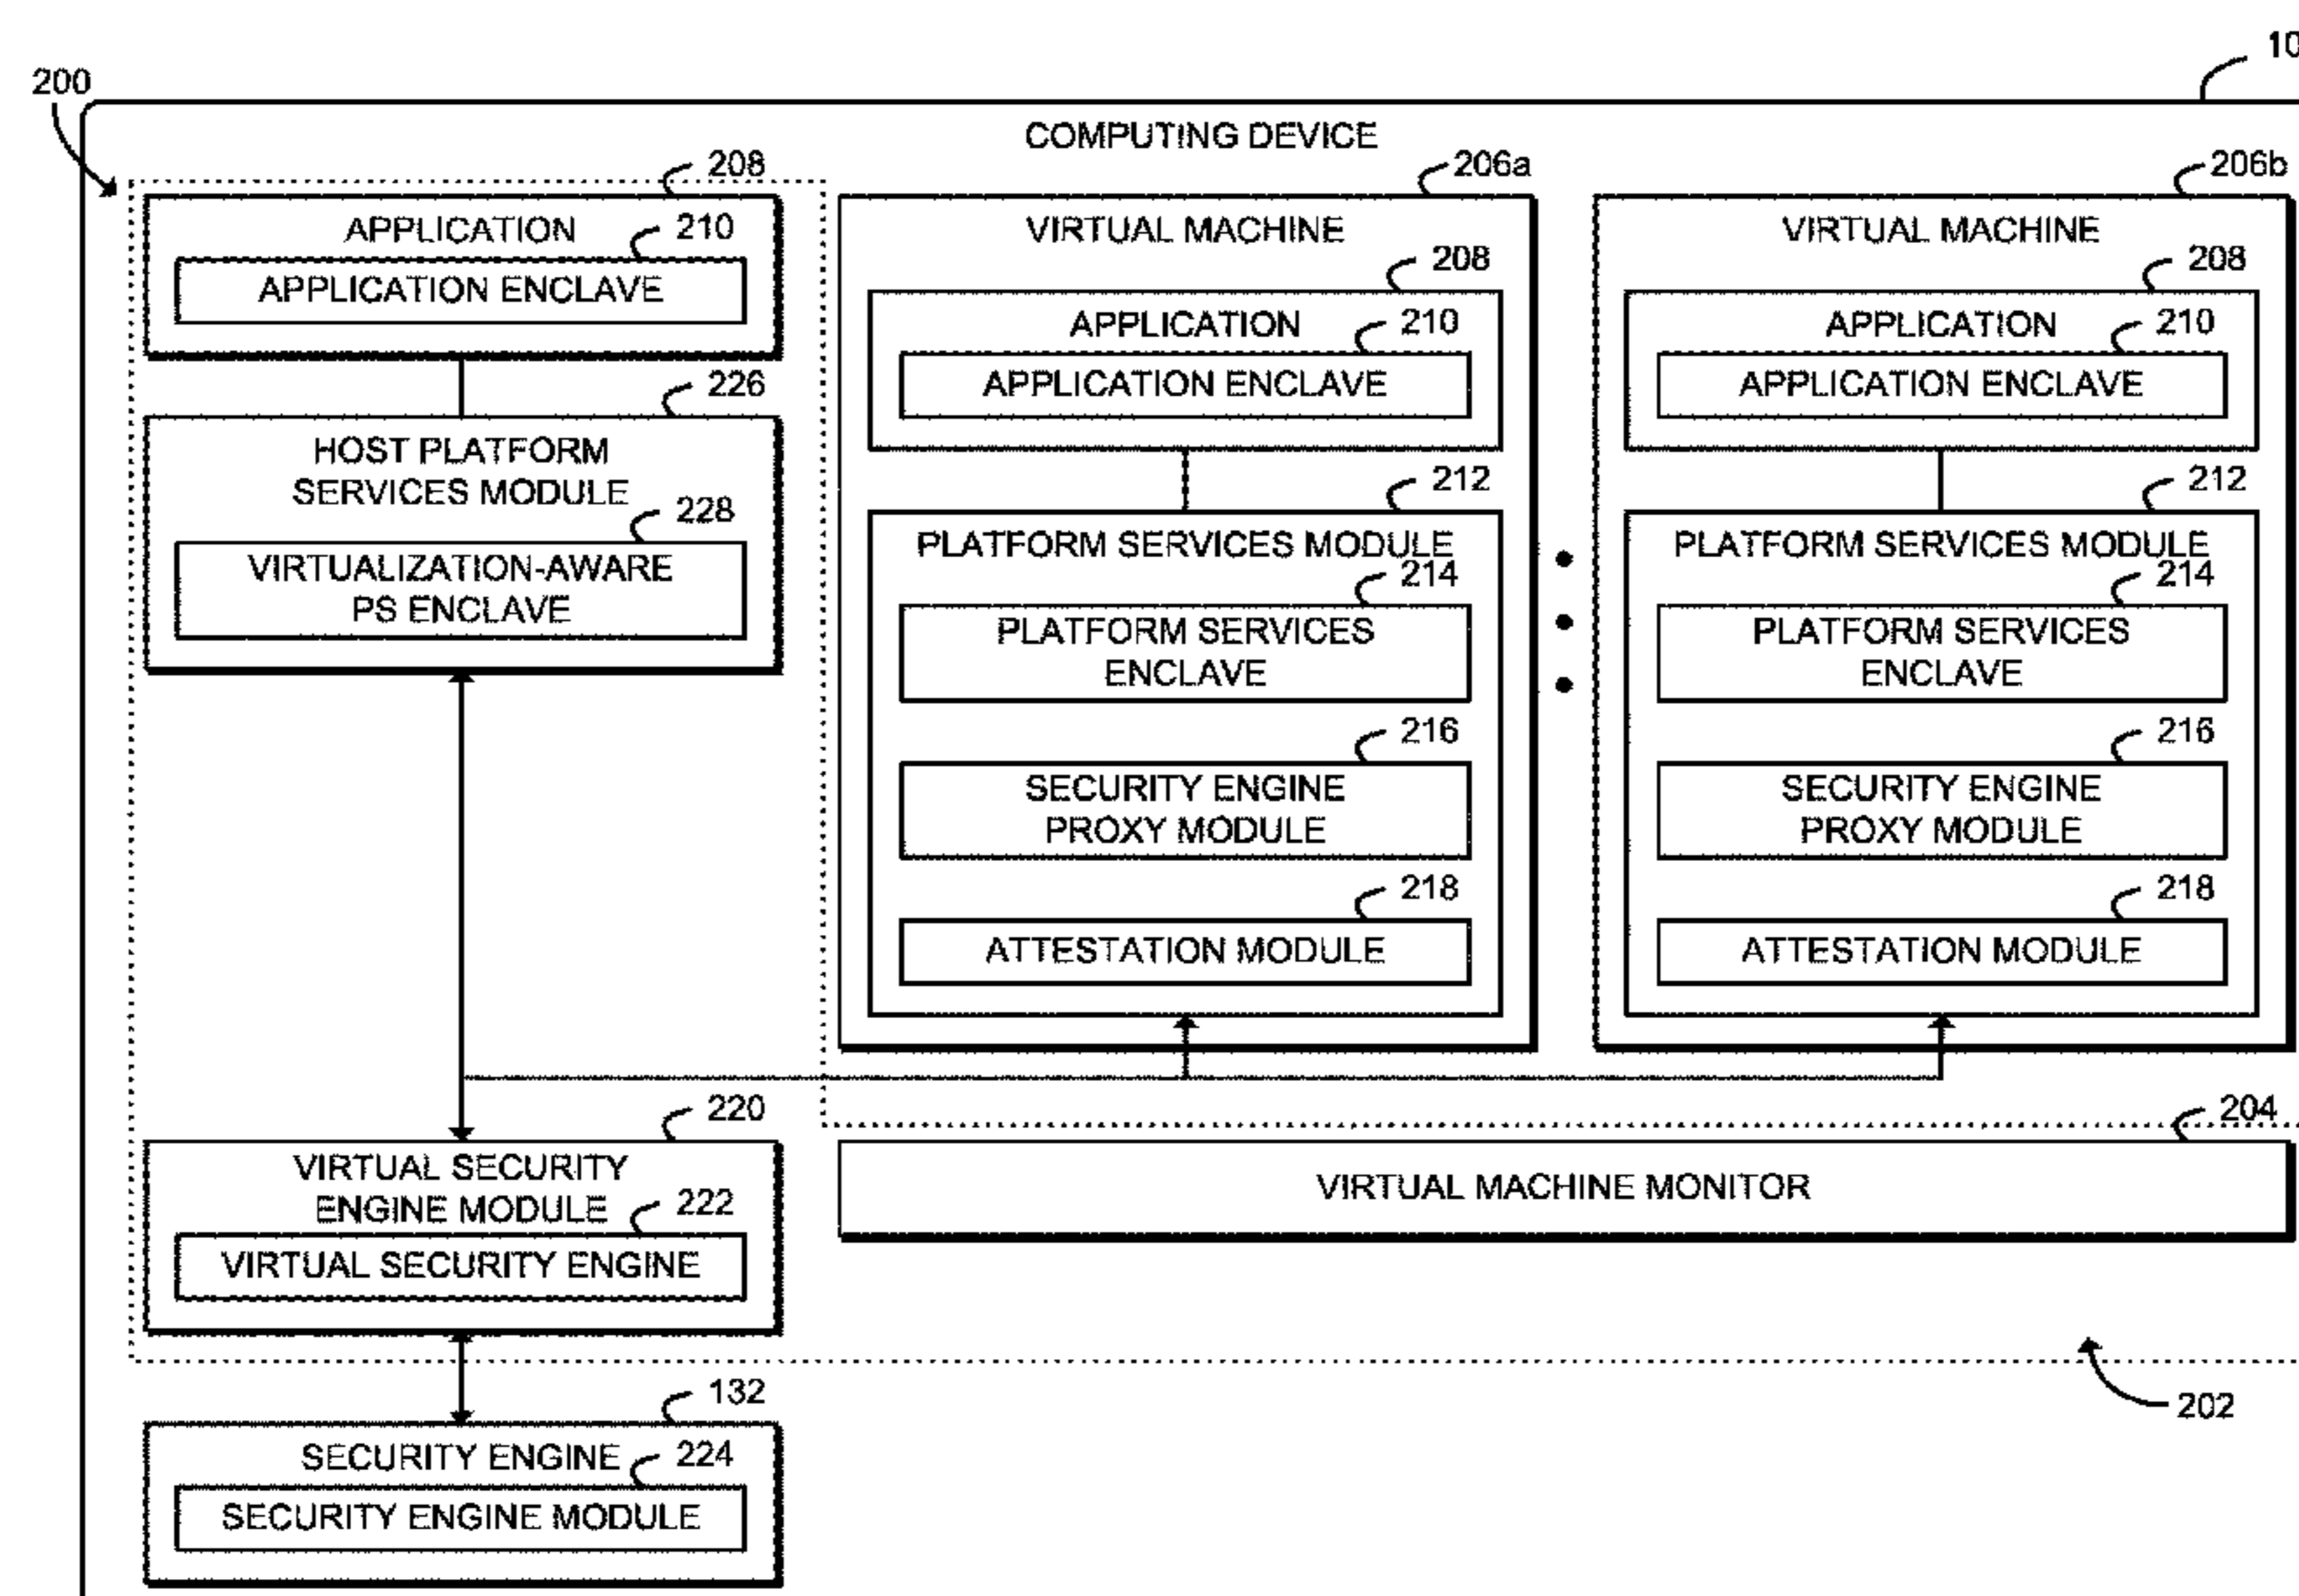 10
200
COMPUTING DEVICE
208
APPLICATION
210
APPLICATION ENCLAVE
226
HOST PLATFORM
SERVICES MODULE
228
VIRTUALIZATION-AWARE
PS ENCLAVE
206a
VIRTUAL MACHINE
208
APPLICATION
210
APPLICATION ENCLAVE
212
PLATFORM SERVICES MODULE
214
PLATFORM SERVICES
ENCLAVE
216
SECURITY ENGINE
PROXY MODULE
218
ATTESTATION MODULE
206b
VIRTUAL MACHINE
208
APPLICATION
210
APPLICATION ENCLAVE
212
PLATFORM SERVICES MODULE
214
PLATFORM SERVICES
ENCLAVE
216
SECURITY ENGINE
PROXY MODULE
218
ATTESTATION MODULE
220
VIRTUAL SECURITY
ENGINE MODULE
222
VIRTUAL SECURITY ENGINE
204
VIRTUAL MACHINE MONITOR
202
132
SECURITY ENGINE
224
SECURITY ENGINE MODULE